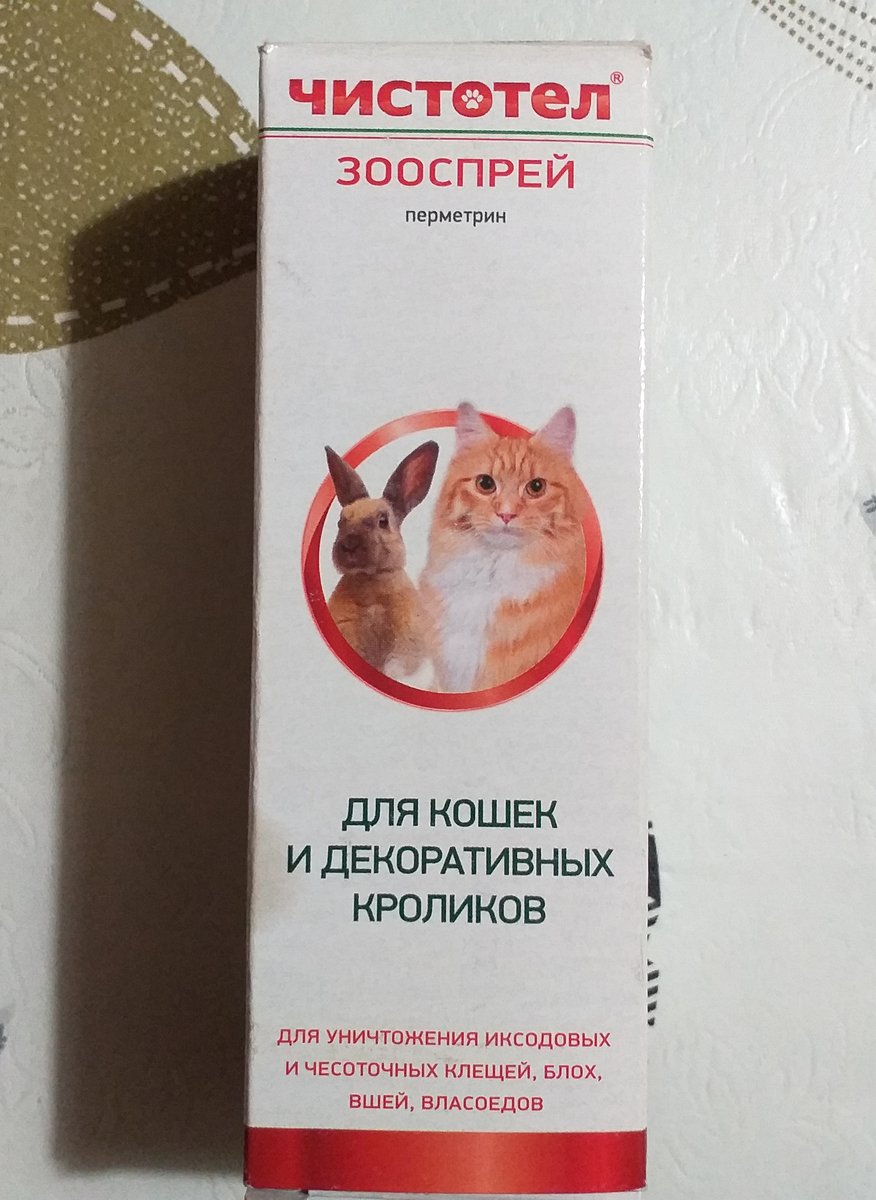 ЧИСТОТЕЛ®
ЗООСПРЕЙ
перметрин
ДЛЯ КОШЕК
И ДЕКОРАТИВНЫХ
КРОЛИКОВ
ДЛЯ УНИЧТОЖЕНИЯ ИКСОДОВЫХ
И ЧЕСОТОЧНЫХ КЛЕЩЕЙ, БЛОХ,
ВШЕЙ, ВЛАСОЕДОВ